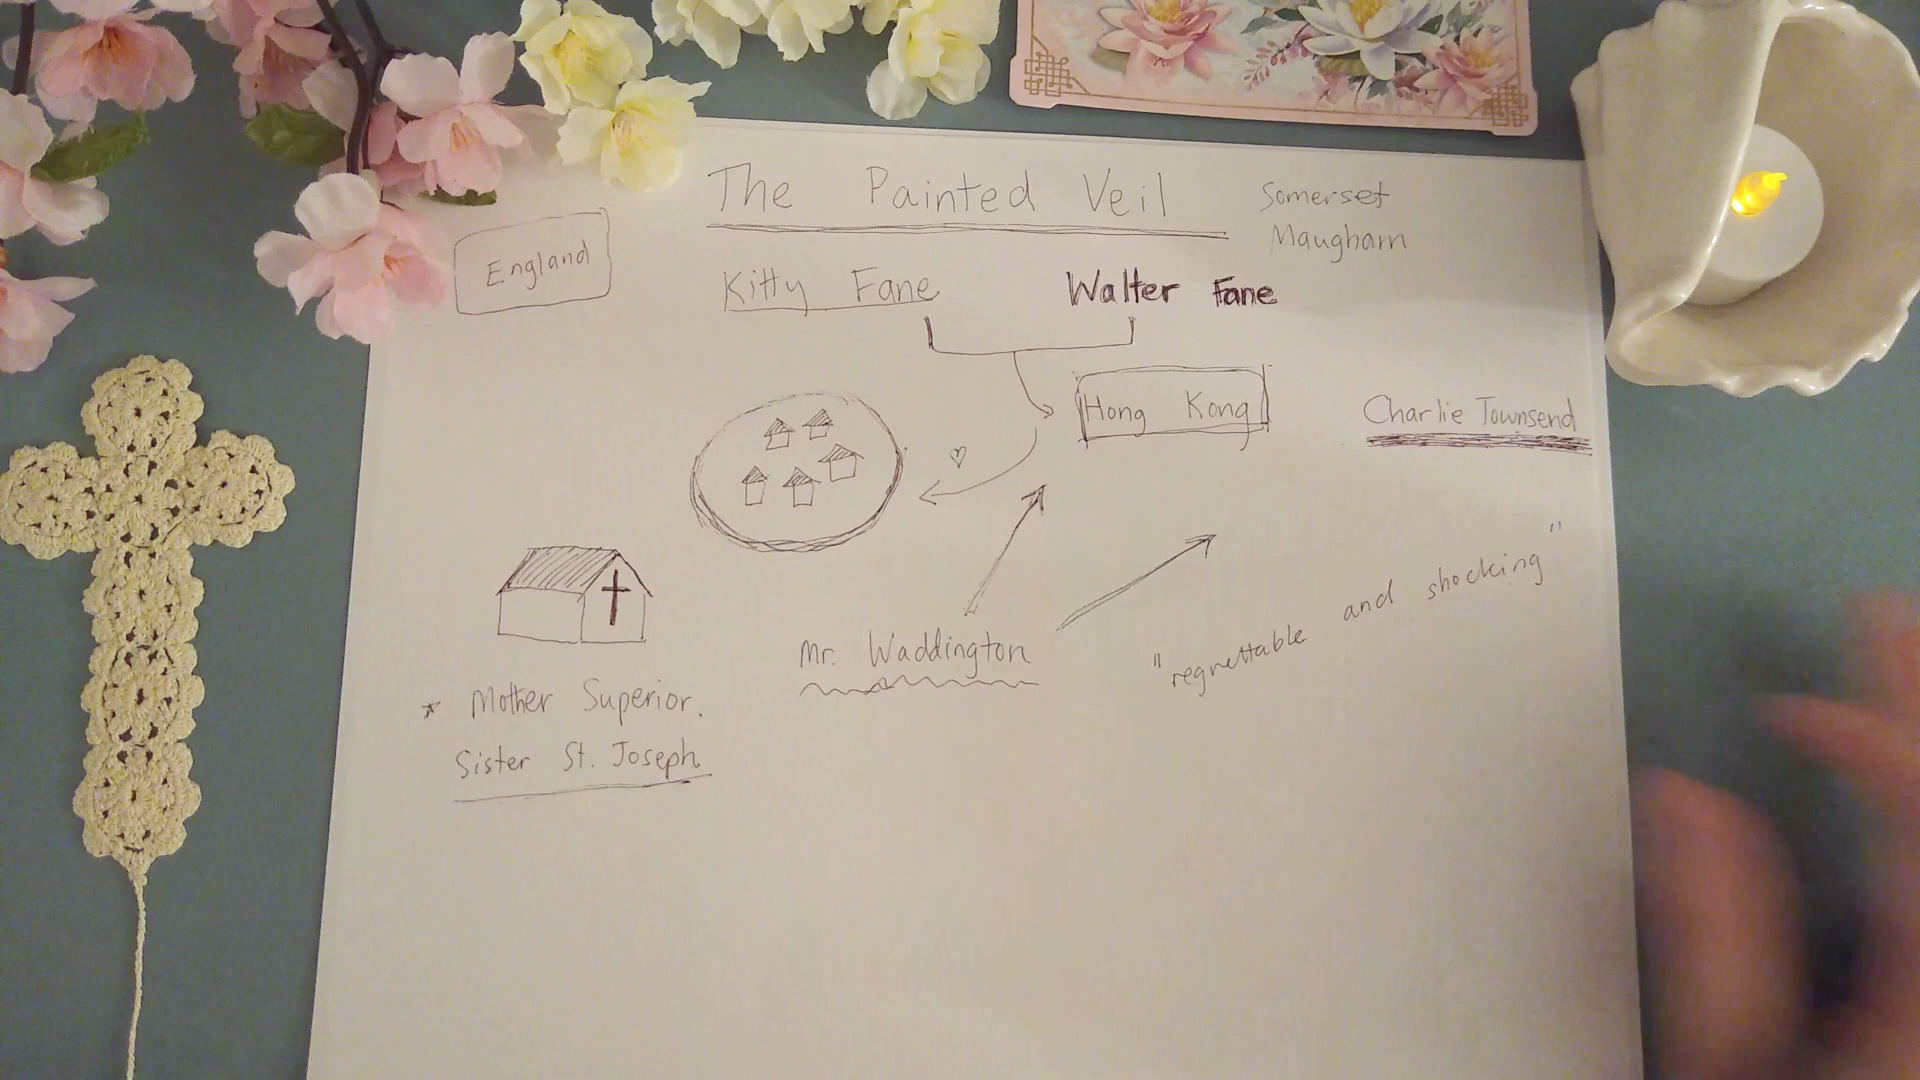 The Painted Veil
Somerset
Maugham
England
Kitty Fane
Walter Fane
Hong Kong
Charlie Townsend
"regrettable and shocking"
Mr. Waddington
* Mother Superior.
Sister St. Joseph